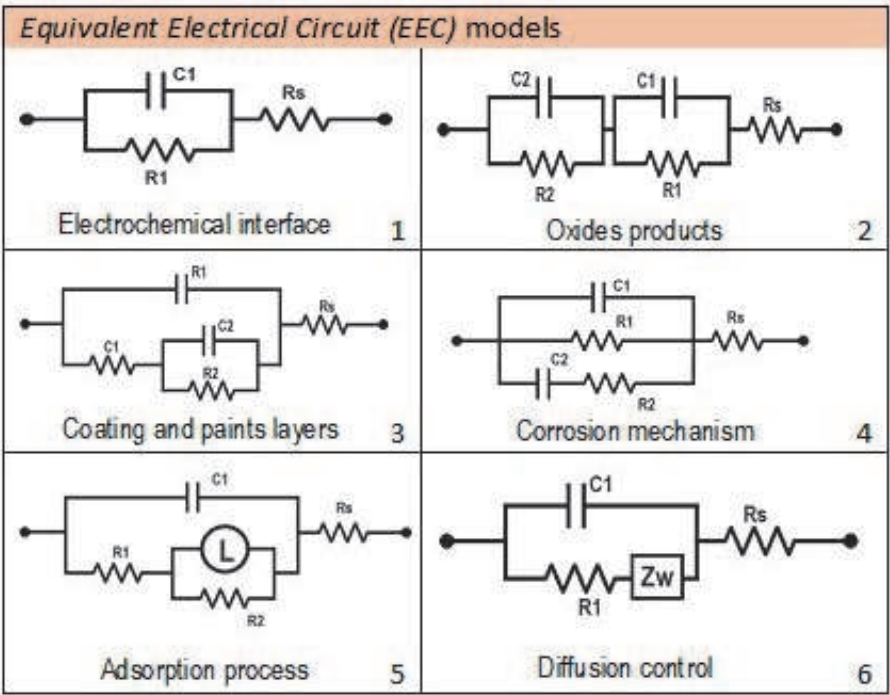 Equivalent Electrical Circuit (EEC) models
C1
Rs
R1
Electrochemical interface 1
C2 C1
Rs
R2 R1
Oxides products 2
R1
Rs
C1 C2
R2
Coating and paints layers 3
C1
R1 Rs
C2
R2
Corrosion mechanism 4
C1
Rs
R1 L
R2
Adsorption process 5
C1
Rs
Zw
R1
Diffusion control 6